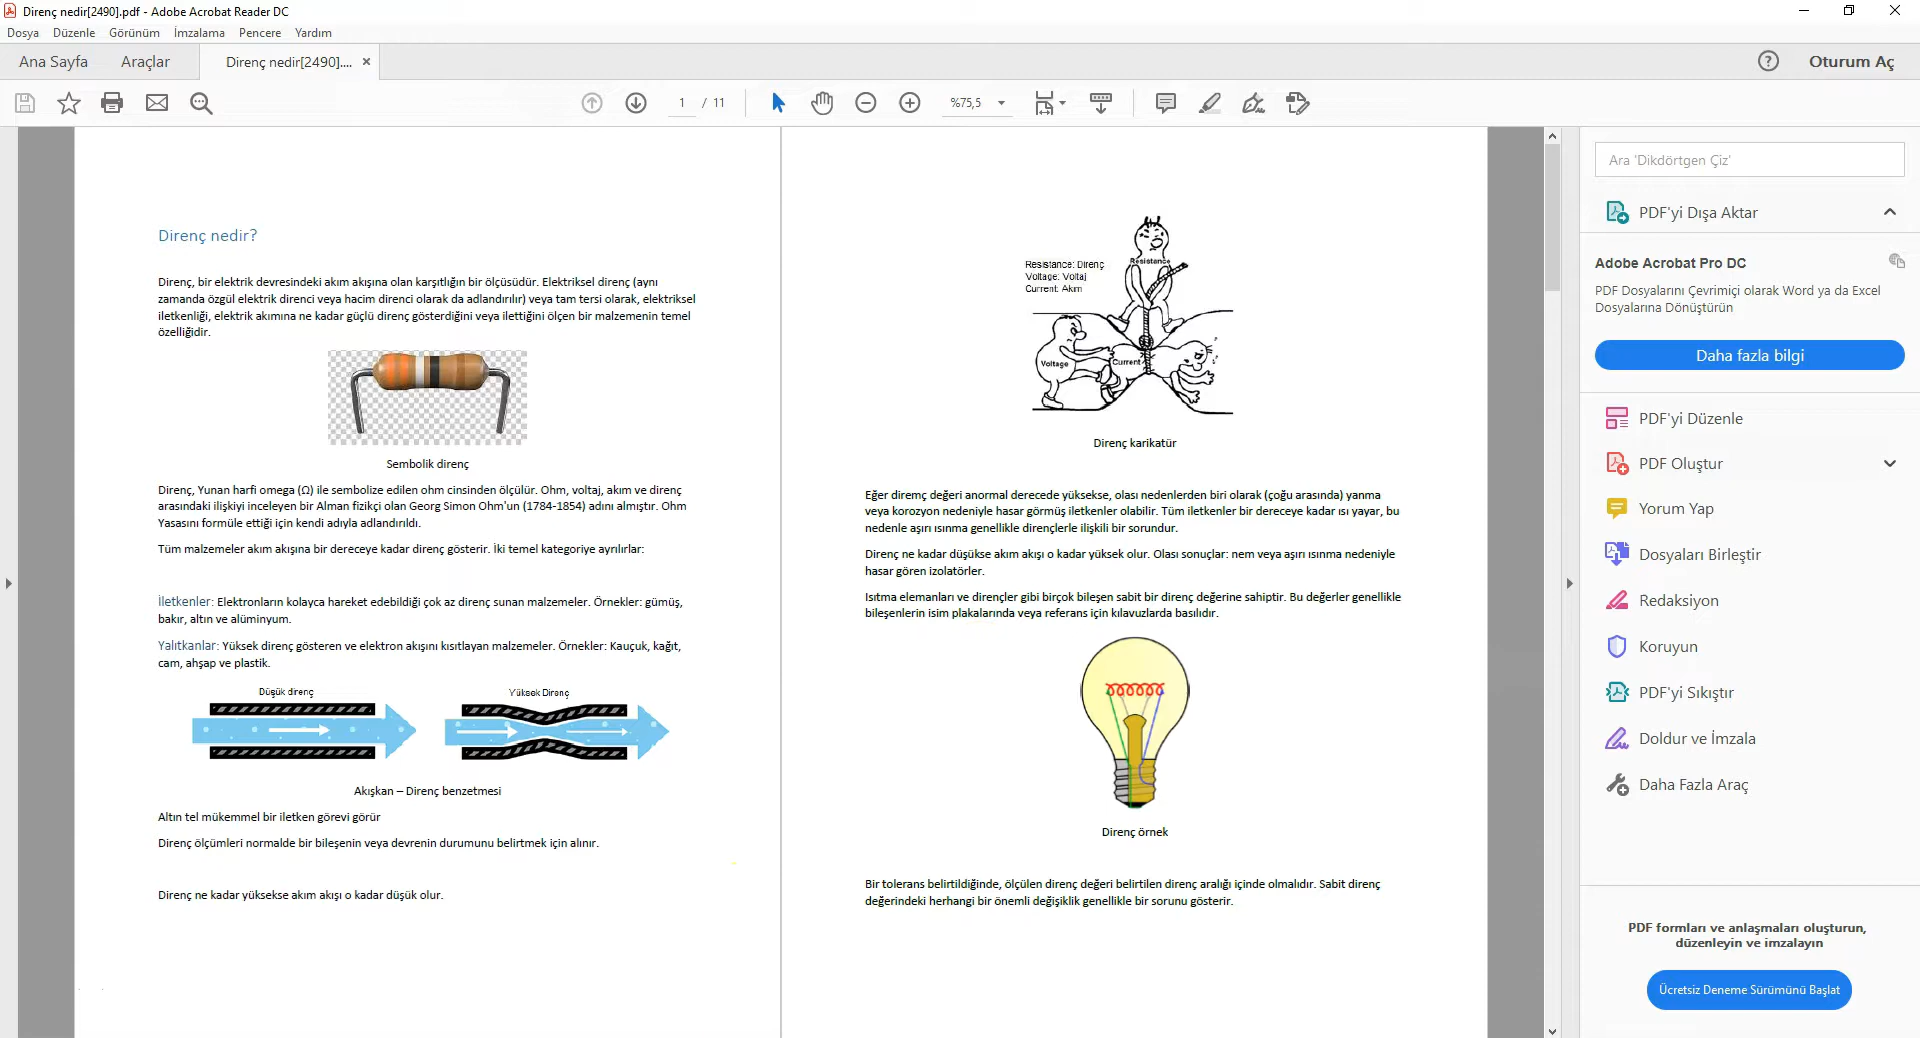 Direnç nedir[2490].pdf - Adobe Acrobat Reader DC
Dosya Düzenle Görünüm İmzalama Pencere Yardım
Ana Sayfa Araçlar Direnç nedir[2490].... × ? Oturum Aç
1 / 11 %75,5
Direnç nedir?
Direnç, bir elektrik devresindeki akım akışına olan karşıtlığın bir ölçüsüdür. Elektriksel direnç (aynı
zamanda özgül elektrik direnci veya hacim direnci olarak da adlandırılır) veya tam tersi olarak, elektriksel
iletkenliği, elektrik akımına ne kadar güçlü direnç gösterdiğini veya ilettiğini ölçen bir malzemenin temel
özelliğidir.
Sembolik direnç
Direnç, Yunan harfi omega (Ω) ile sembolize edilen ohm cinsinden ölçülür. Ohm, voltaj, akım ve direnç
arasındaki ilişkiyi inceleyen bir Alman fizikçi olan Georg Simon Ohm'un (1784-1854) adını almıştır. Ohm
Yasasını formüle ettiği için kendi adıyla adlandırıldı.
Tüm malzemeler akım akışına bir dereceye kadar direnç gösterir. İki temel kategoriye ayrılırlar:
İletkenler: Elektronların kolayca hareket edebildiği çok az direnç sunan malzemeler. Örnekler: gümüş,
bakır, altın ve alüminyum.
Yalıtkanlar: Yüksek direnç gösteren ve elektron akışını kısıtlayan malzemeler. Örnekler: Kauçuk, kağıt,
cam, ahşap ve plastik.
Düşük direnç Yüksek Direnç
Akışkan – Direnç benzetmesi
Altın tel mükemmel bir iletken görevi görür
Direnç ölçümleri normalde bir bileşenin veya devrenin durumunu belirtmek için alınır.
Direnç ne kadar yüksekse akım akışı o kadar düşük olur.
Resistance: Direnç
Voltage: Voltaj
Current: Akım
Resistance
Voltage
Current
Direnç karikatür
Eğer diremç değeri anormal derecede yüksekse, olası nedenlerden biri olarak (çoğu arasında) yanma
veya korozyon nedeniyle hasar görmüş iletkenler olabilir. Tüm iletkenler bir dereceye kadar ısı yayar, bu
nedenle aşırı ısınma genellikle dirençlerle ilişkili bir sorundur.
Direnç ne kadar düşükse akım akışı o kadar yüksek olur. Olası sonuçlar: nem veya aşırı ısınma nedeniyle
hasar gören izolatörler.
Isıtma elemanları ve dirençler gibi birçok bileşen sabit bir direnç değerine sahiptir. Bu değerler genellikle
bileşenlerin isim plakalarında veya referans için kılavuzlarda basılıdır.
Direnç örnek
Bir tolerans belirtildiğinde, ölçülen direnç değeri belirtilen direnç aralığı içinde olmalıdır. Sabit direnç
değerindeki herhangi bir önemli değişiklik genellikle bir sorunu gösterir.
Ara 'Dikdörtgen Çiz'
PDF'yi Dışa Aktar
Adobe Acrobat Pro DC
PDF Dosyalarını Çevrimiçi olarak Word ya da Excel
Dosyalarına Dönüştürün
Daha fazla bilgi
PDF'yi Düzenle
PDF Oluştur
Yorum Yap
Dosyaları Birleştir
Redaksiyon
Koruyun
PDF'yi Sıkıştır
Doldur ve İmzala
Daha Fazla Araç
PDF formları ve anlaşmaları oluşturun,
düzenleyin ve imzalayın
Ücretsiz Deneme Sürümünü Başlat